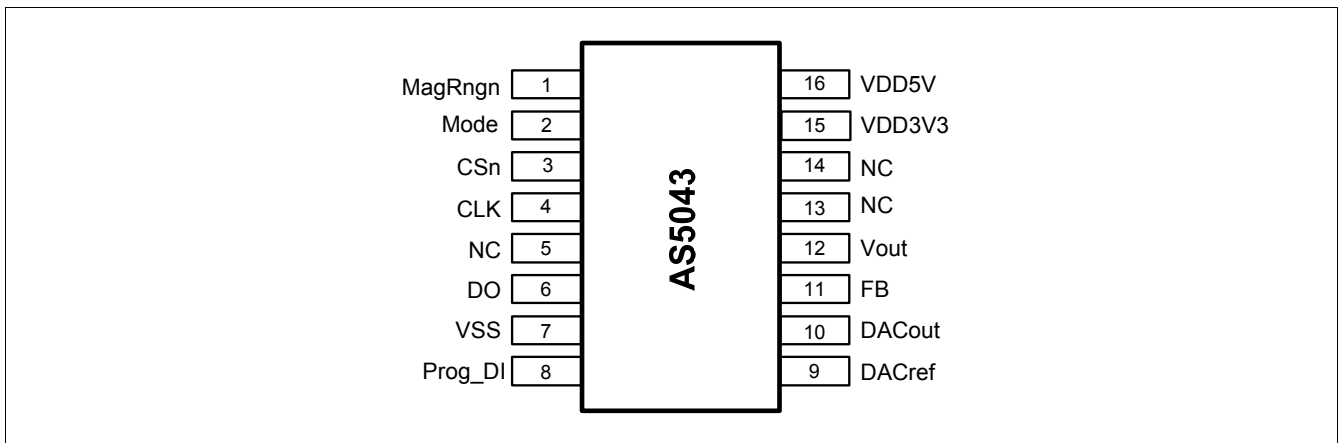 MagRngn 1
Mode 2
CSn 3
CLK 4
NC 5
DO 6
VSS 7
Prog_DI 8
AS5043
16 VDD5V
15 VDD3V3
14 NC
13 NC
12 Vout
11 FB
10 DACout
9 DACref